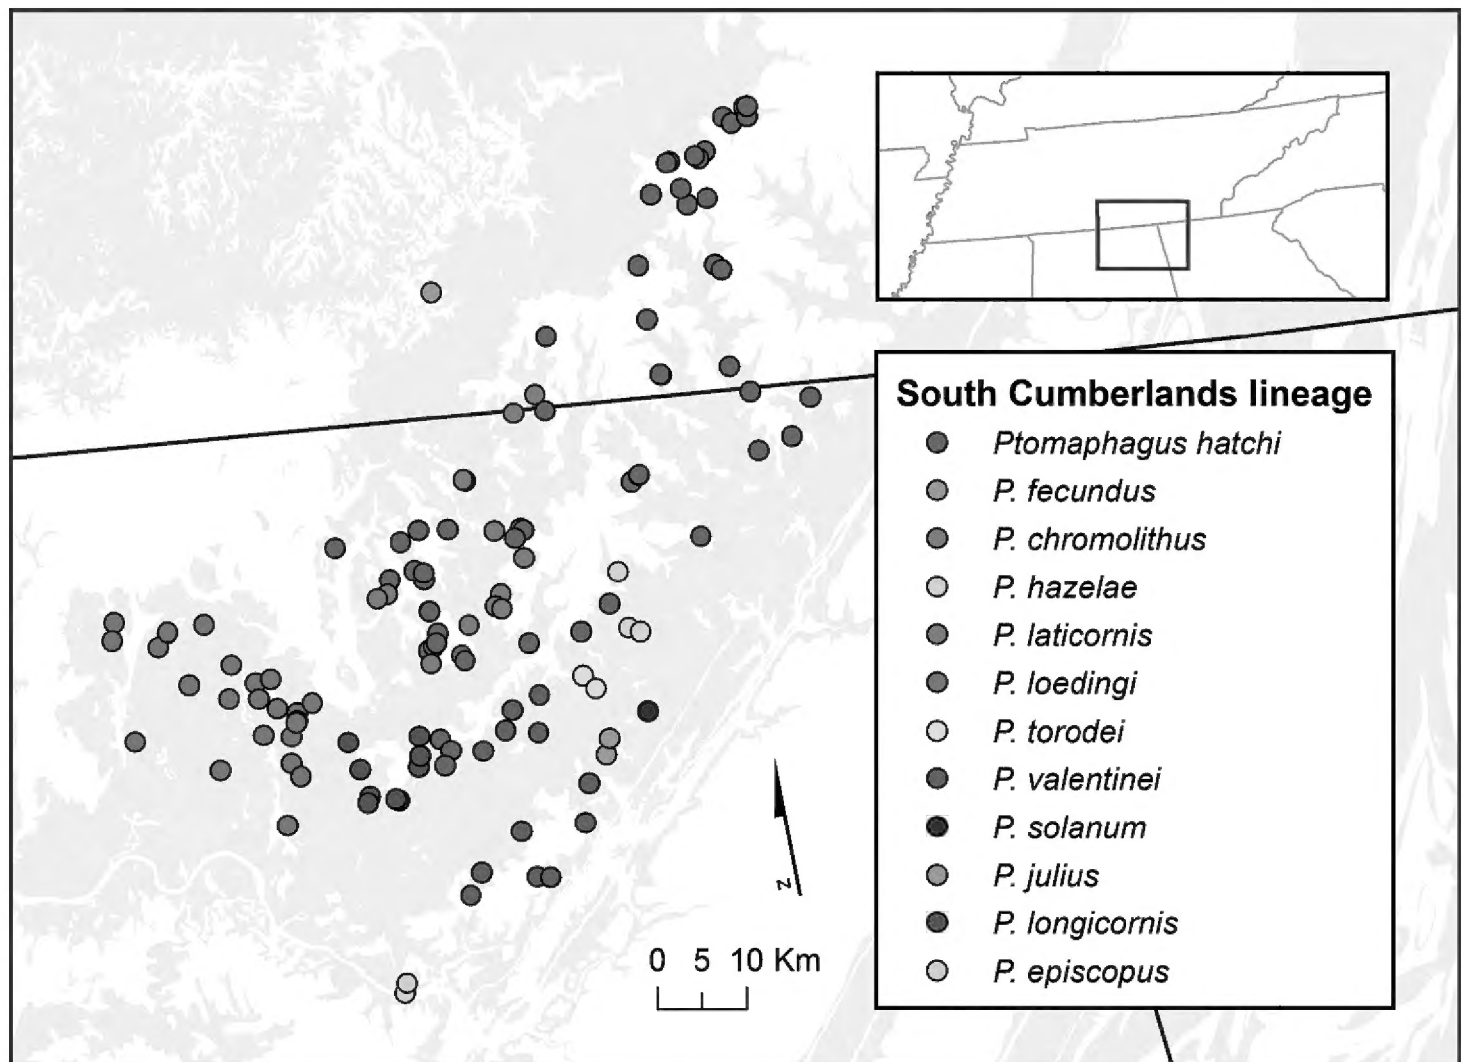 South Cumberlands lineage
Ptomaphagus hatchi
P. fecundus
P. chromolithus
P. hazelae
P. laticornis
P. loedingi
P. torodei
P. valentinei
P. solanum
P. julius
P. longicornis
P. episcopus
N
0 5 10 Km